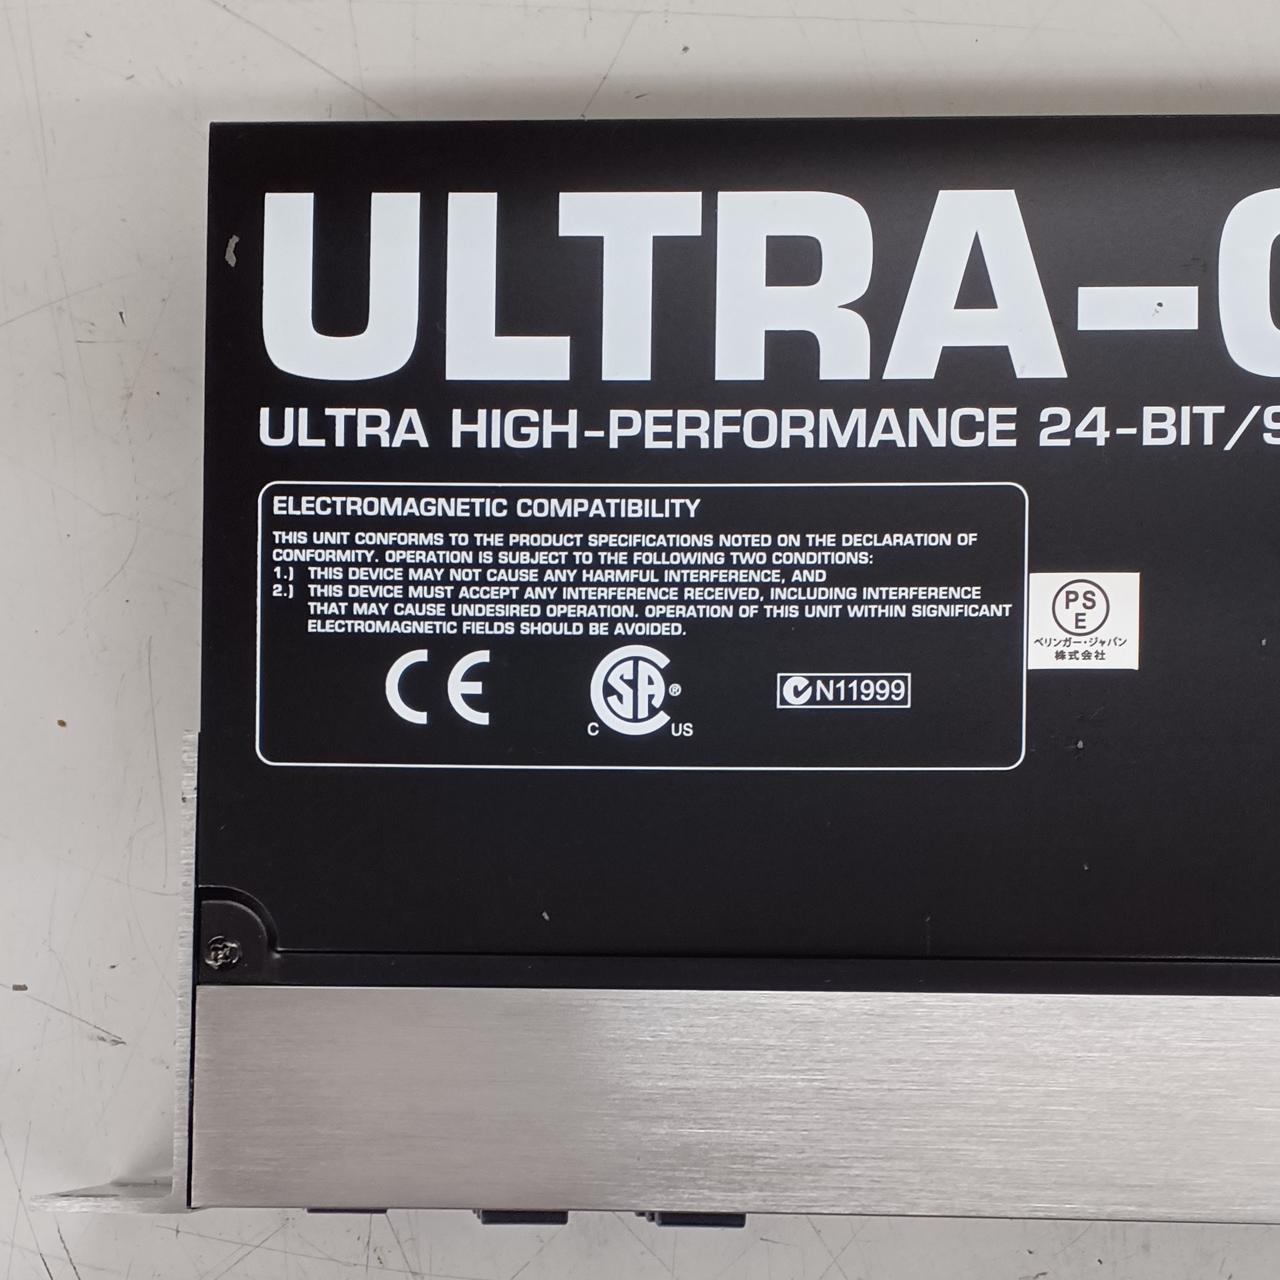 ULTRA-
ULTRA HIGH-PERFORMANCE 24-BIT/
ELECTROMAGNETIC COMPATIBILITY
THIS UNIT CONFORMS TO THE PRODUCT SPECIFICATIONS NOTED ON THE DECLARATION OF
CONFORMITY. OPERATION IS SUBJECT TO THE FOLLOWING TWO CONDITIONS:
1.) THIS DEVICE MAY NOT CAUSE ANY HARMFUL INTERFERENCE, AND
2.) THIS DEVICE MUST ACCEPT ANY INTERFERENCE RECEIVED, INCLUDING INTERFERENCE
THAT MAY CAUSE UNDESIRED OPERATION. OPERATION OF THIS UNIT WITHIN SIGNIFICANT
ELECTROMAGNETIC FIELDS SHOULD BE AVOIDED.
CE
SA®
C US
N11999
PS
E
ベリンガー・ジャパン
株式会社